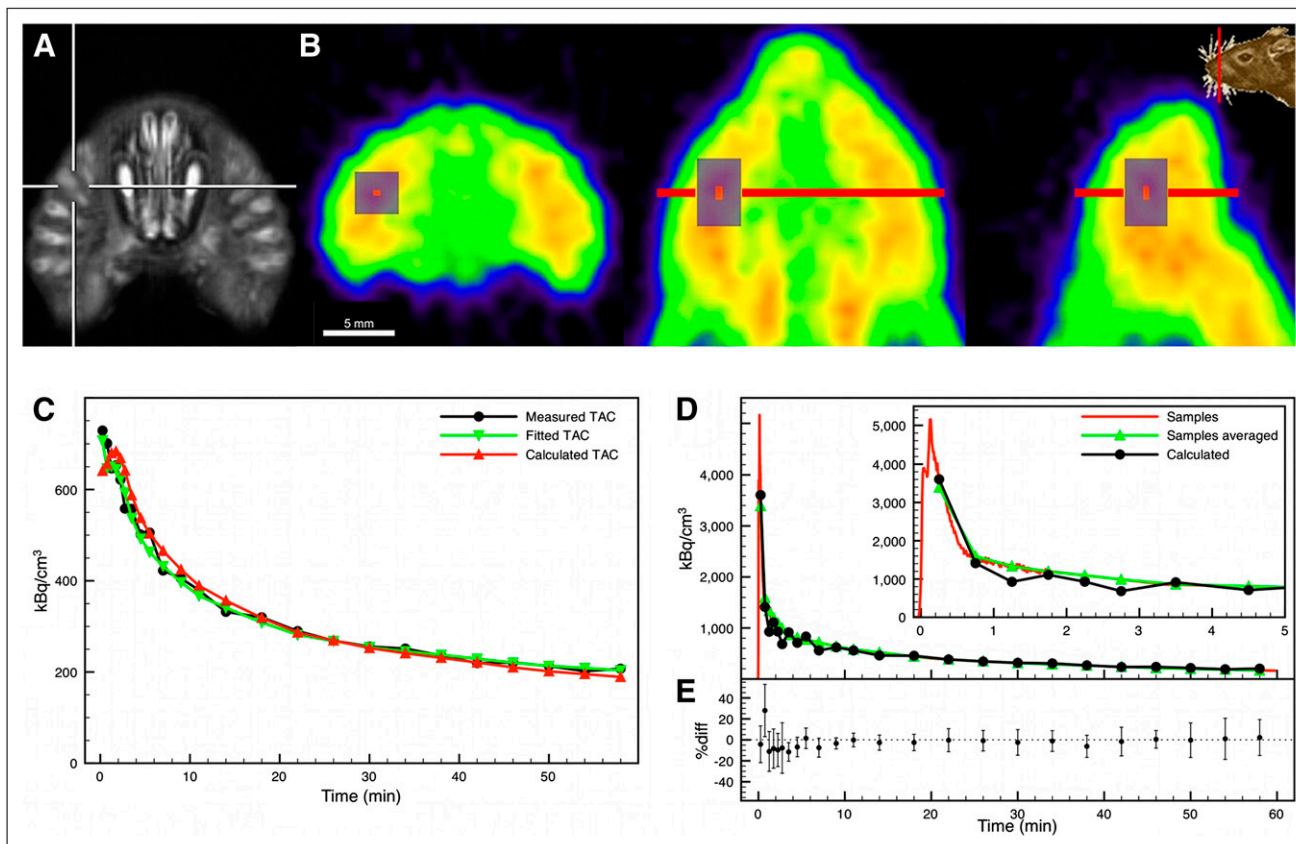 A
B
5 mm
C
Measured TAC
Fitted TAC
Calculated TAC
kBq/cm³
600
400
200
0
0 10 20 30 40 50
Time (min)
D
Samples
Samples averaged
Calculated
5,000
4,000
3,000
2,000
1,000
0
0 1 2 3 4 5
kBq/cm³
4,000
3,000
2,000
1,000
E
%diff
40
20
0
-20
-40
0 10 20 30 40 50 60
Time (min)